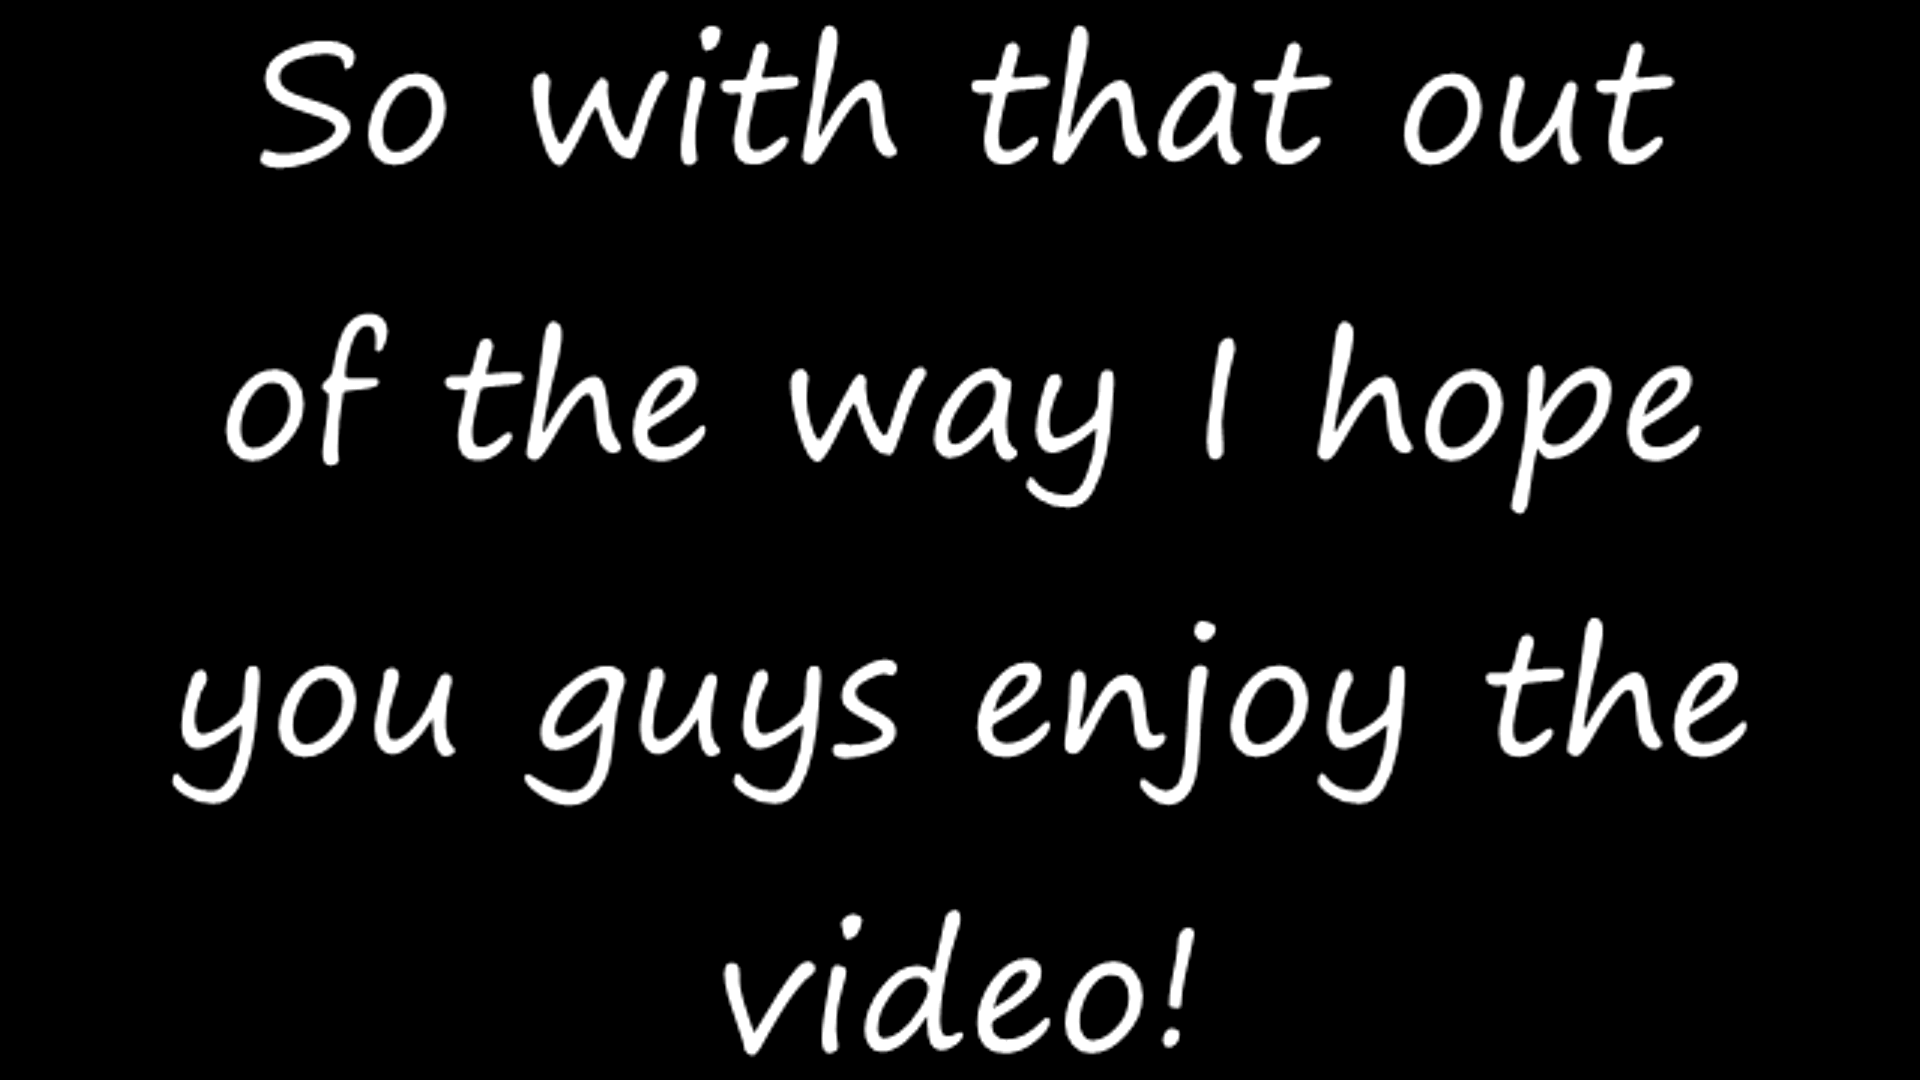 So with that out
of the way I hope
you guys enjoy the
video!